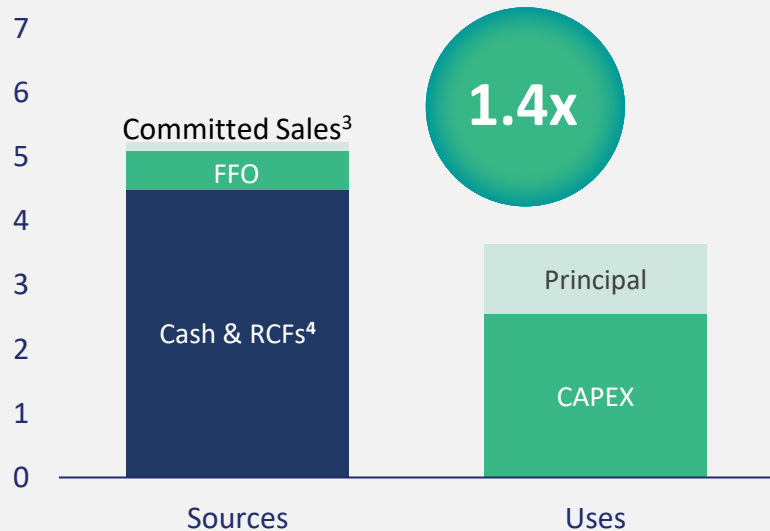 7
6
5
4
3
2
1
0
1.4x
Committed Sales³
FFO
Cash & RCFs⁴
Principal
CAPEX
Sources
Uses